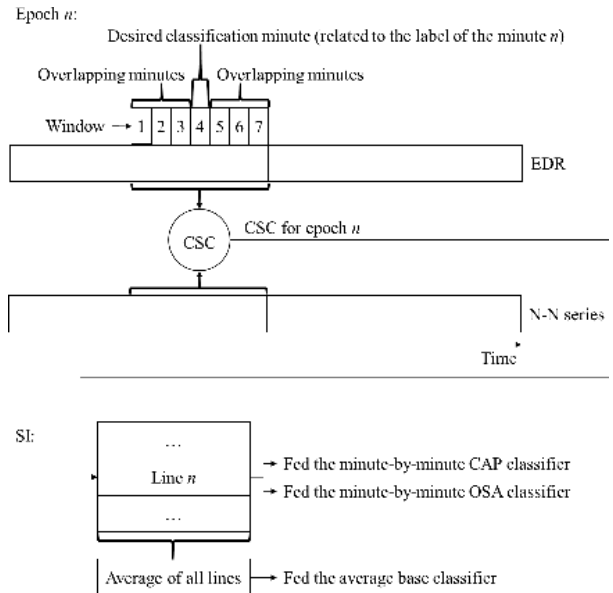 Epoch n:
Desired classification minute (related to the label of the minute n)
Overlapping minutes Overlapping minutes
Window → 1 2 3 4 5 6 7
EDR
CSC
CSC for epoch n
N-N series
Time
SI:
...
Line n
...
→ Fed the minute-by-minute CAP classifier
→ Fed the minute-by-minute OSA classifier
Average of all lines → Fed the average base classifier